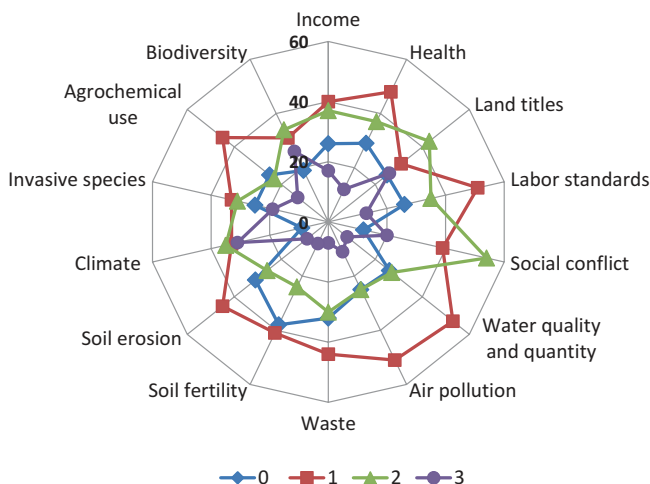 Income
60
Biodiversity
Health
Agrochemical
use
40
Land titles
20
Invasive species
Labor standards
0
Climate
Social conflict
Soil erosion
Water quality
and quantity
Soil fertility
Air pollution
Waste
0 1 2 3